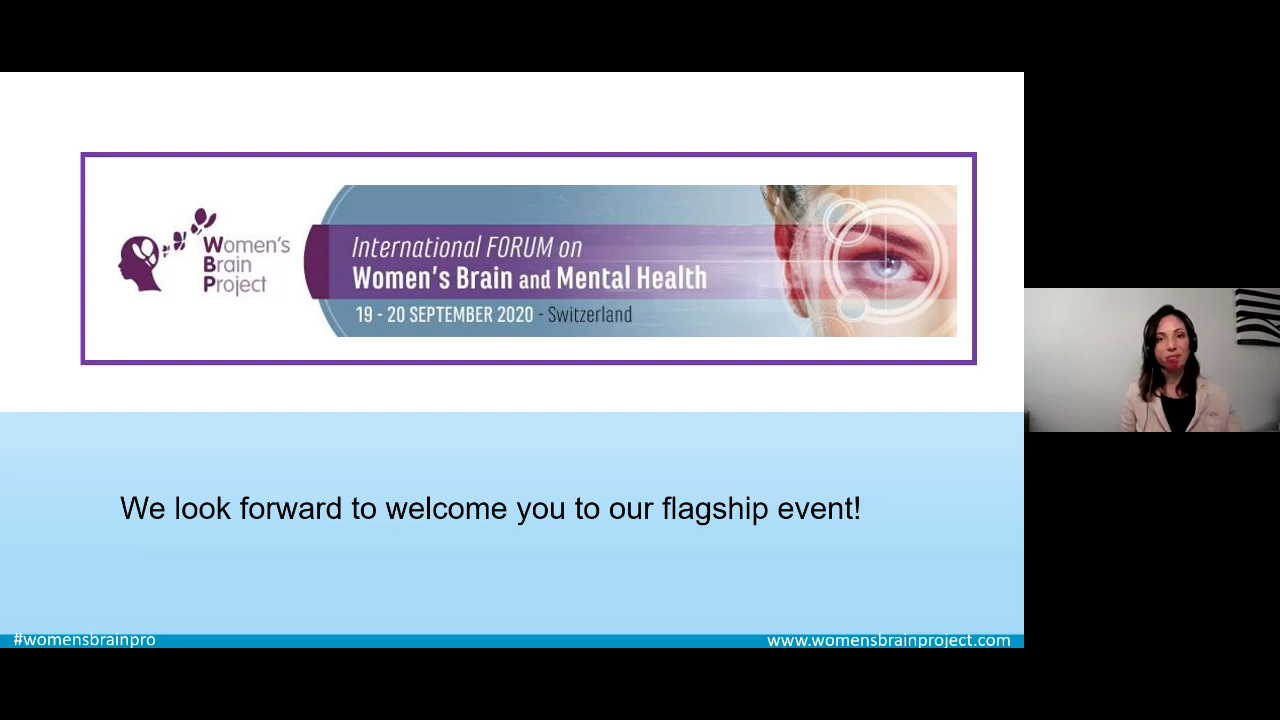 Women's
Brain
Project
International FORUM on
Women's Brain and Mental Health
19 - 20 SEPTEMBER 2020 - Switzerland
We look forward to welcome you to our flagship event!
#womensbrainpro
www.womensbrainproject.com